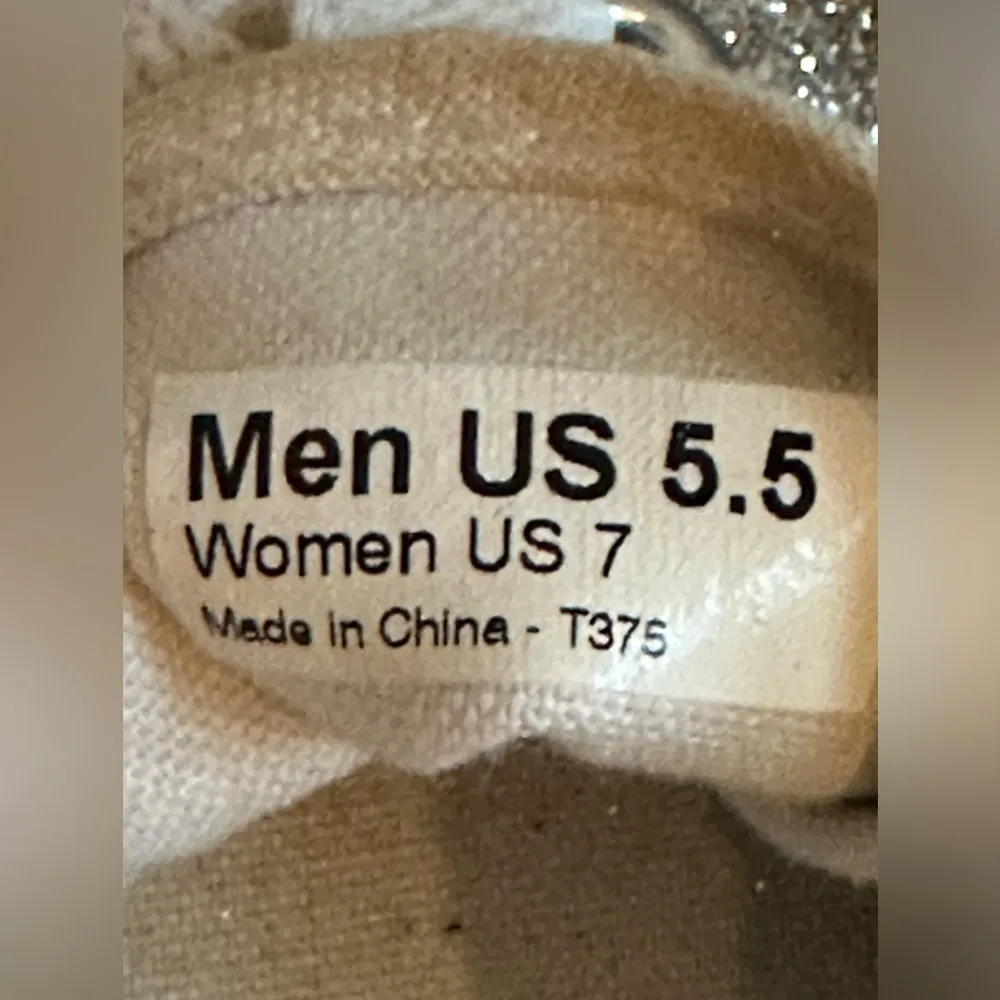 Men US 5.5
Women US 7
Made in China - T375